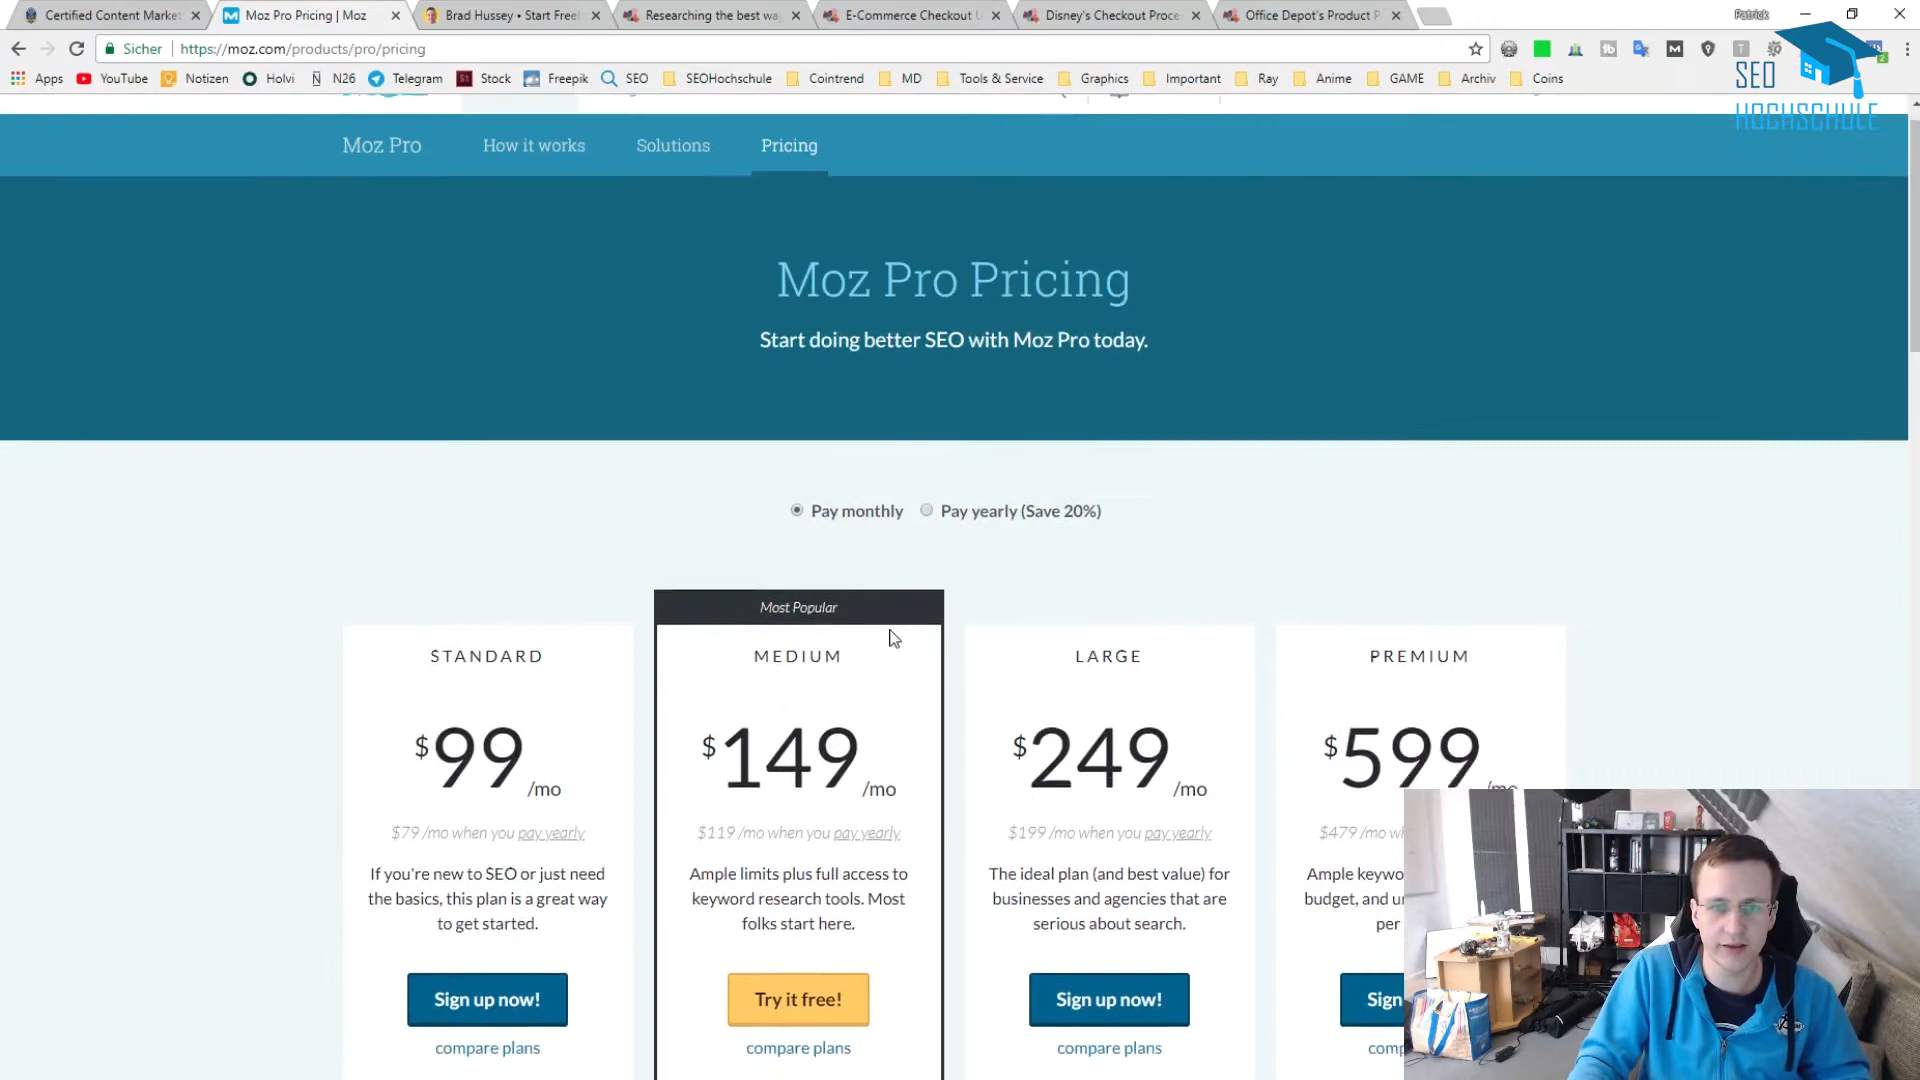 Certified Content Market
Moz Pro Pricing | Moz
Brad Hussey • Start Free
Researching the best wa
E-Commerce Checkout U
Disney's Checkout Proce
Office Depot's Product P
Patrick
Sicher
https://moz.com/products/pro/pricing
Apps
YouTube
Notizen
Holvi
N26
Telegram
Stock
Freepik
SEO
SEOHochschule
Cointrend
MD
Tools & Service
Graphics
Important
Ray
Anime
GAME
Archiv
Coins
SEO
HOCHSCHULE
Moz Pro
How it works
Solutions
Pricing
Moz Pro Pricing
Start doing better SEO with Moz Pro today.
Pay monthly
Pay yearly (Save 20%)
Most Popular
STANDARD
$99/mo
$79 /mo when you pay yearly
If you're new to SEO or just need
the basics, this plan is a great way
to get started.
Sign up now!
compare plans
MEDIUM
$149/mo
$119 /mo when you pay yearly
Ample limits plus full access to
keyword research tools. Most
folks start here.
Try it free!
compare plans
LARGE
$249/mo
$199 /mo when you pay yearly
The ideal plan (and best value) for
businesses and agencies that are
serious about search.
Sign up now!
compare plans
PREMIUM
$599/mo
$479 /mo w
Ample keywo
budget, and un
per
Sign
comp